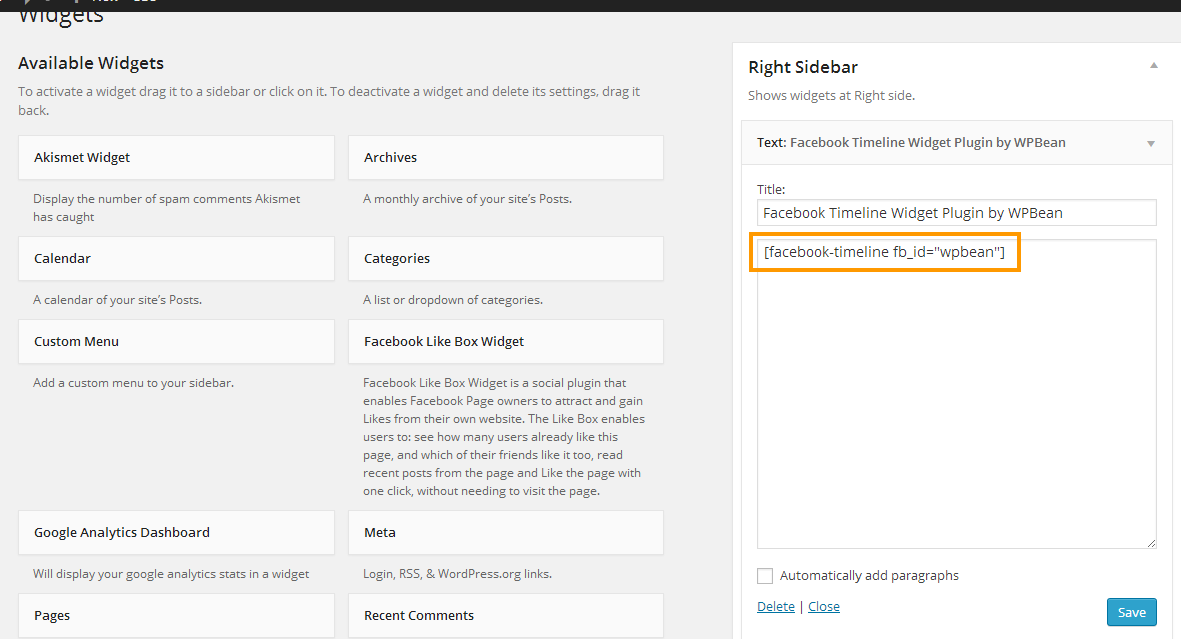 Widgets
Available Widgets
To activate a widget drag it to a sidebar or click on it. To deactivate a widget and delete its settings, drag it
back.
Akismet Widget
Display the number of spam comments Akismet
has caught
Archives
A monthly archive of your site's Posts.
Calendar
A calendar of your site's Posts.
Categories
A list or dropdown of categories.
Custom Menu
Add a custom menu to your sidebar.
Facebook Like Box Widget
Facebook Like Box Widget is a social plugin that
enables Facebook Page owners to attract and gain
Likes from their own website. The Like Box enables
users to: see how many users already like this
page, and which of their friends like it too, read
recent posts from the page and Like the page with
one click, without needing to visit the page.
Google Analytics Dashboard
Will display your google analytics stats in a widget
Meta
Login, RSS, & WordPress.org links.
Pages
Recent Comments
Right Sidebar
Shows widgets at Right side.
Text: Facebook Timeline Widget Plugin by WPBean
Title:
Facebook Timeline Widget Plugin by WPBean
[facebook-timeline fb_id="wpbean"]
Automatically add paragraphs
Delete | Close
Save